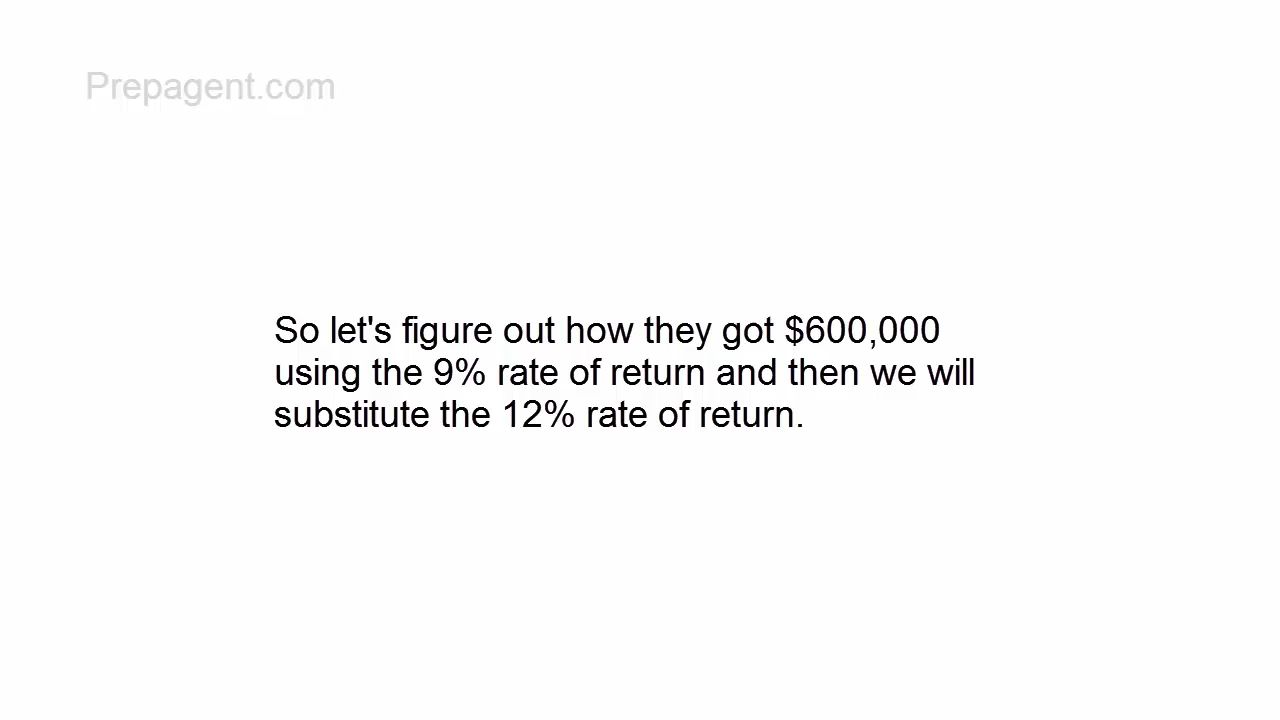 Prepagent.com
So let's figure out how they got $600,000
using the 9% rate of return and then we will
substitute the 12% rate of return.